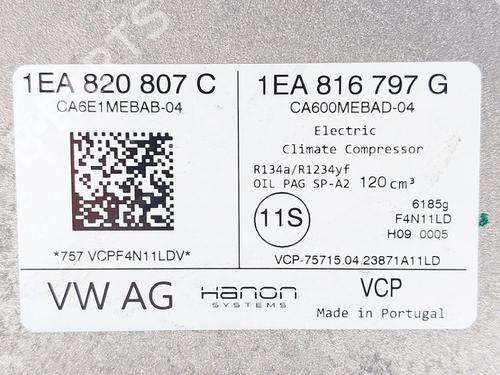 1EA 820 807 C
CA6E1MEBAB-04
*757 VCPF4N11LDV*
1EA 816 797 G
CA600MEBAD-04
Electric
Climate Compressor
R134a/R1234yf
OIL PAG SP-A2 120 cm³
11S
6185g
F4N11LD
H09 0005
VCP-75715.04.23871A11LD
VW AG
Hanon
SYSTEMS
VCP
Made in Portugal